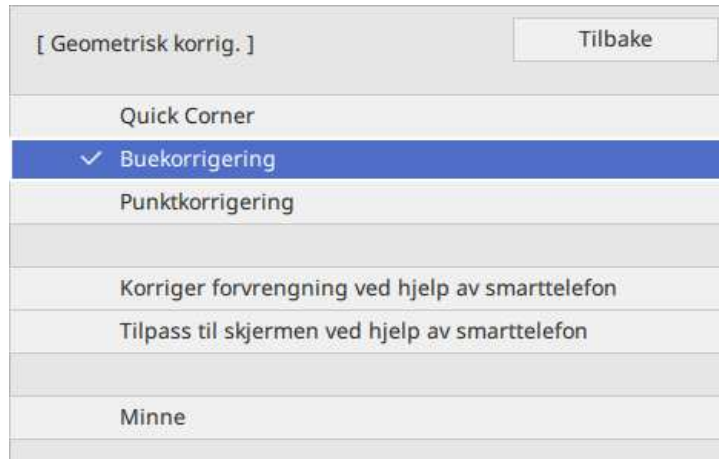 [ Geometrisk korrig. ]
Tilbake
Quick Corner
Buekorrigering
Punktkorrigering
Korriger forvrengning ved hjelp av smarttelefon
Tilpass til skjermen ved hjelp av smarttelefon
Minne